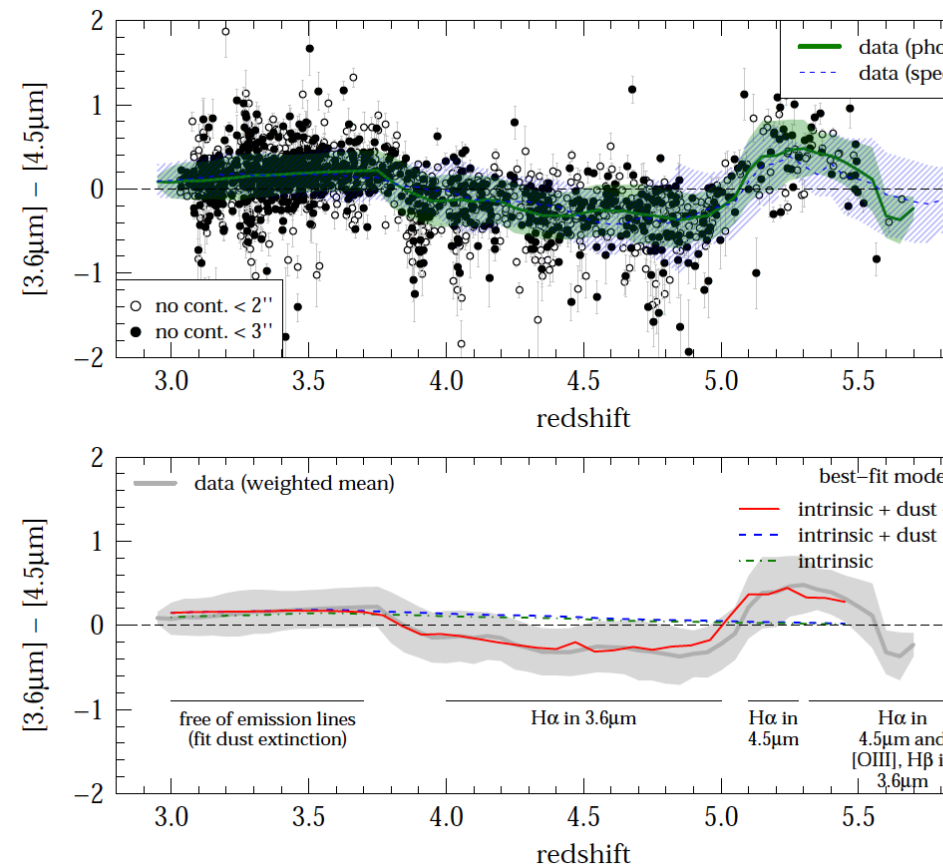 2
data (pho
data (spe
1
0
−1
−2
[3.6μm] − [4.5μm]
no cont. < 2''
no cont. < 3''
3.0 3.5 4.0 4.5 5.0 5.5
redshift
2
data (weighted mean)
best−fit mode
intrinsic + dust
intrinsic + dust
intrinsic
1
0
−1
−2
[3.6μm] − [4.5μm]
free of emission lines
(fit dust extinction)
Hα in 3.6μm
Hα in
4.5μm
Hα in
4.5μm and
[OIII], Hβ i
3.6μm
3.0 3.5 4.0 4.5 5.0 5.5
redshift